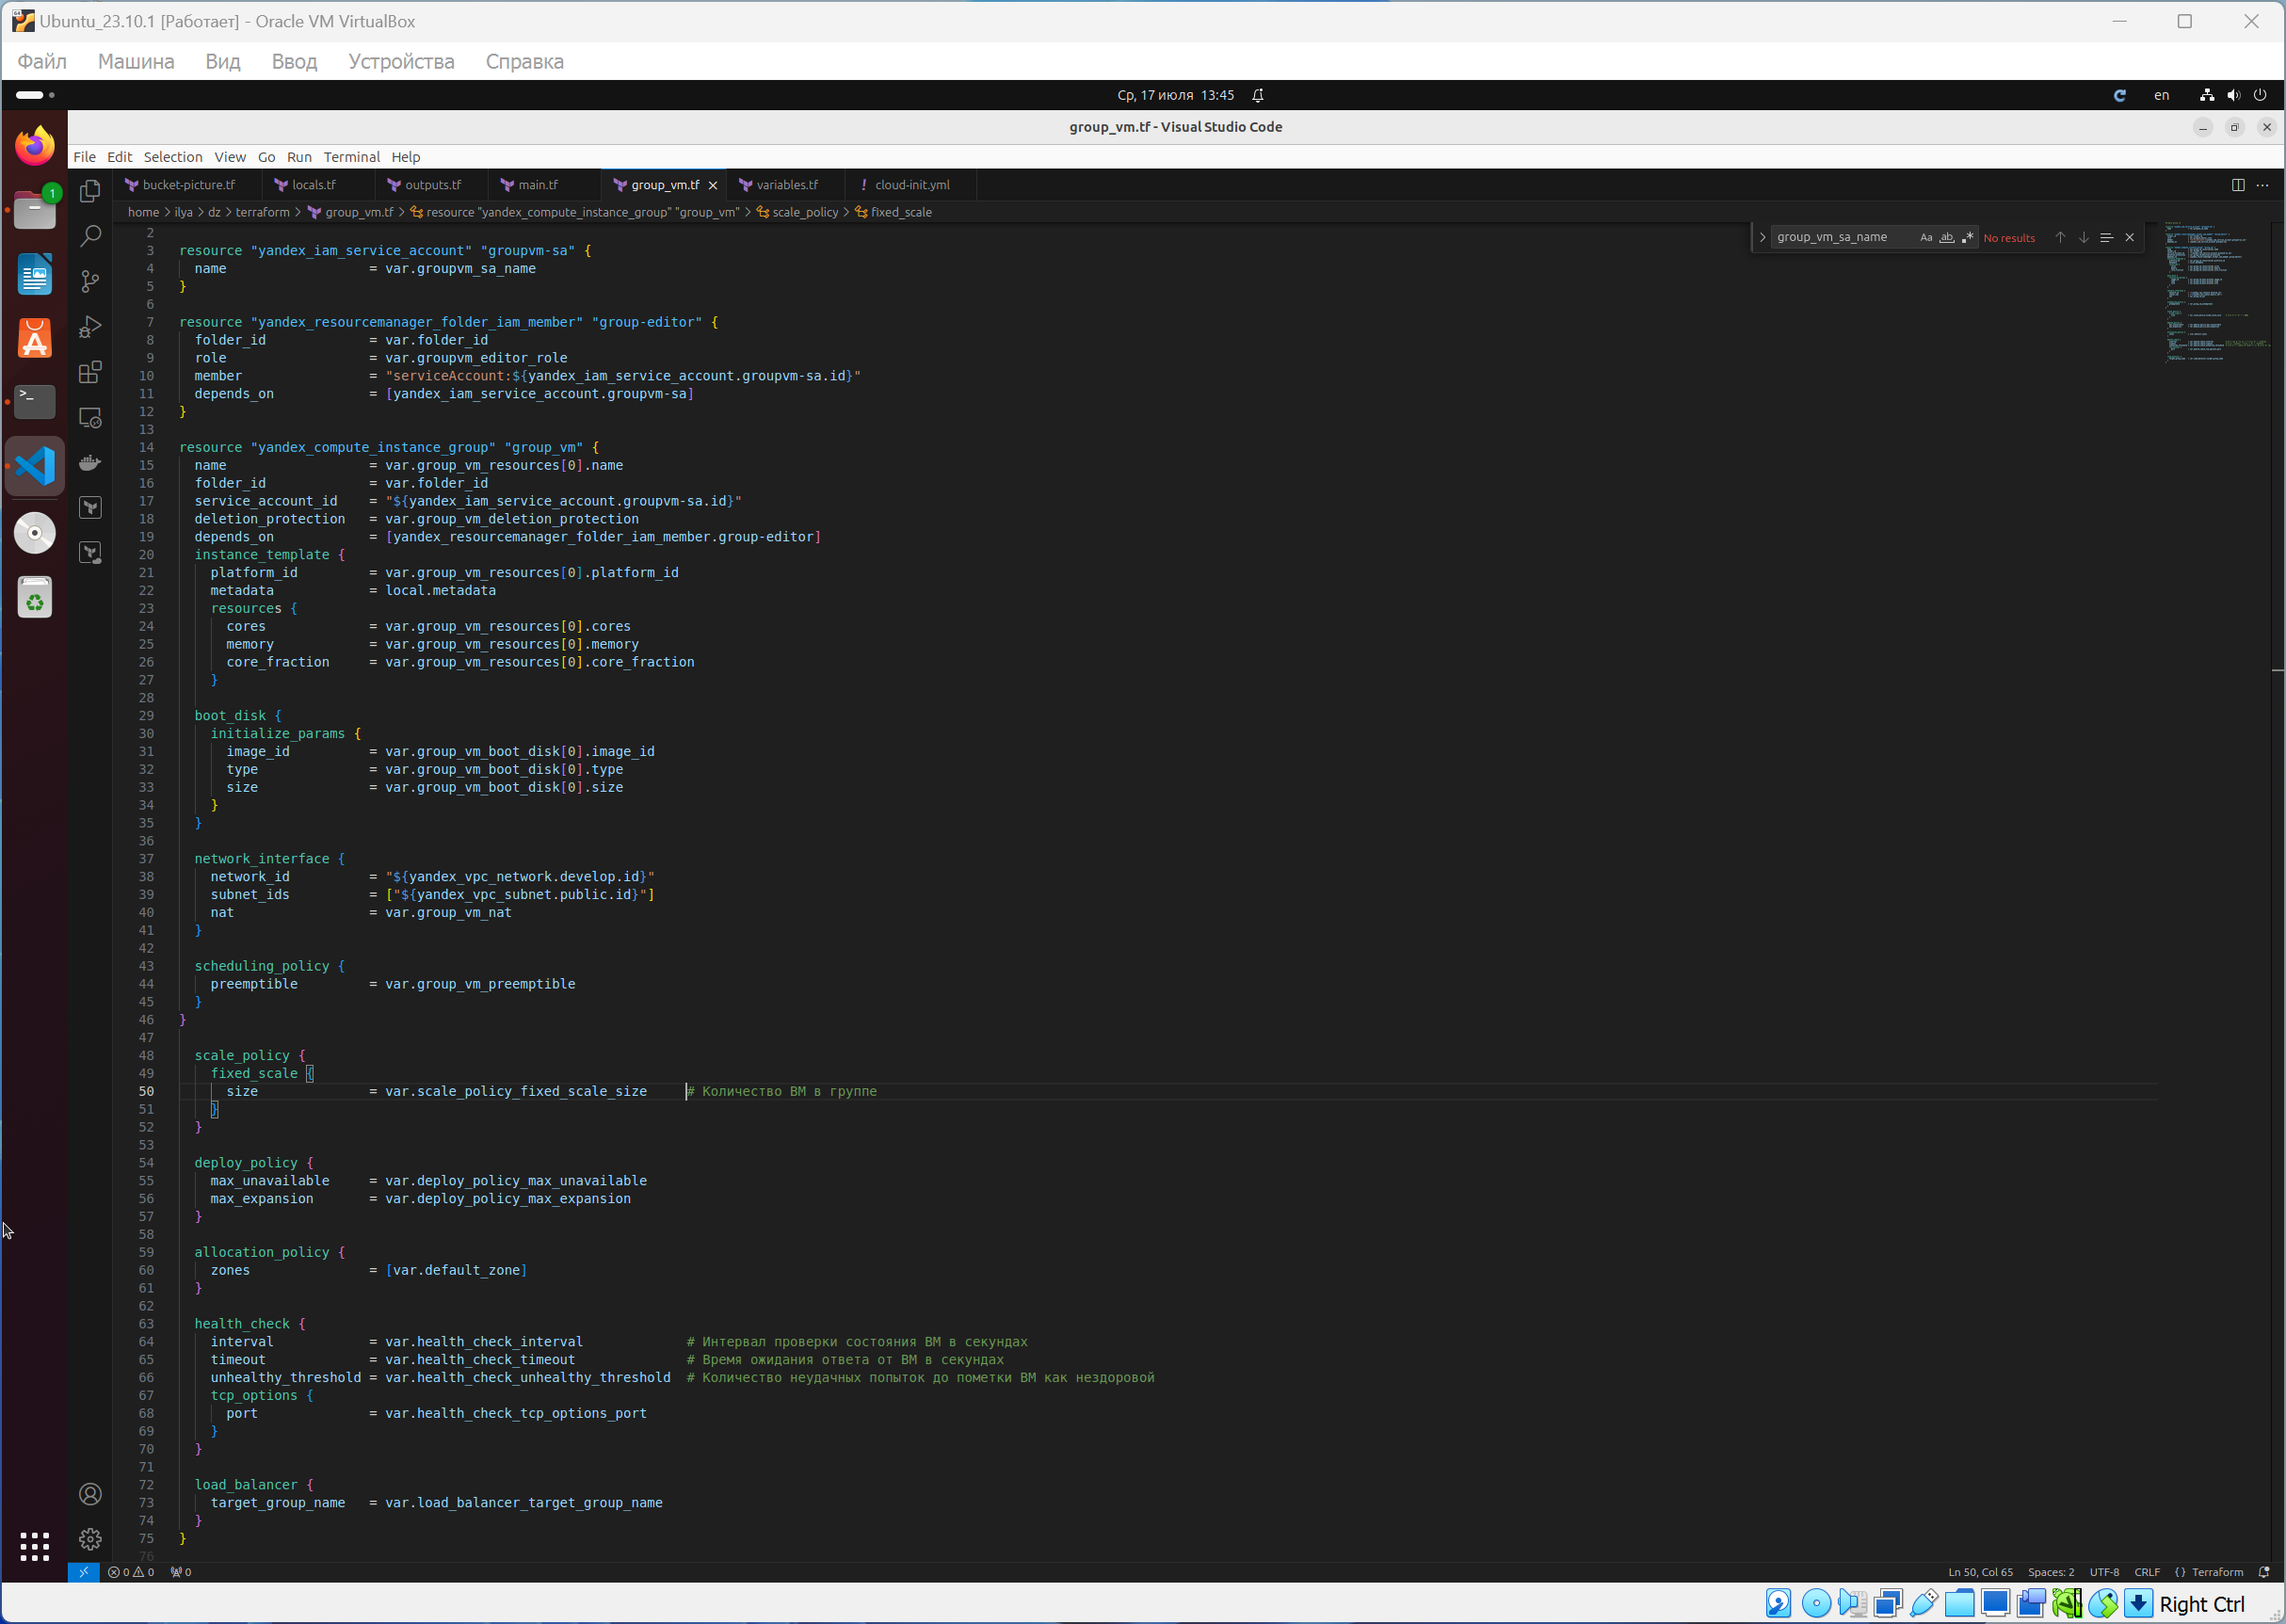 Ubuntu_23.10.1 [Работает] - Oracle VM VirtualBox
Файл Машина Вид Ввод Устройства Справка
Ср, 17 июля 13:45
en
group_vm.tf - Visual Studio Code
File Edit Selection View Go Run Terminal Help
bucket-picture.tf locals.tf outputs.tf main.tf group_vm.tf variables.tf ! cloud-init.yml
home > ilya > dz > terraform > group_vm.tf > resource "yandex_compute_instance_group" "group_vm" > scale_policy > fixed_scale
group_vm_sa_name Aa ab No results
1
2
3 resource "yandex_iam_service_account" "groupvm-sa" {
4 name = var.groupvm_sa_name
5 }
6
7 resource "yandex_resourcemanager_folder_iam_member" "group-editor" {
8 folder_id = var.folder_id
9 role = var.groupvm_editor_role
10 member = "serviceAccount:${yandex_iam_service_account.groupvm-sa.id}"
11 depends_on = [yandex_iam_service_account.groupvm-sa]
12 }
13
14 resource "yandex_compute_instance_group" "group_vm" {
15 name = var.group_vm_resources[0].name
16 folder_id = var.folder_id
17 service_account_id = "${yandex_iam_service_account.groupvm-sa.id}"
18 deletion_protection = var.group_vm_deletion_protection
19 depends_on = [yandex_resourcemanager_folder_iam_member.group-editor]
20 instance_template {
21 platform_id = var.group_vm_resources[0].platform_id
22 metadata = local.metadata
23 resources {
24 cores = var.group_vm_resources[0].cores
25 memory = var.group_vm_resources[0].memory
26 core_fraction = var.group_vm_resources[0].core_fraction
27 }
28
29 boot_disk {
30 initialize_params {
31 image_id = var.group_vm_boot_disk[0].image_id
32 type = var.group_vm_boot_disk[0].type
33 size = var.group_vm_boot_disk[0].size
34 }
35 }
36
37 network_interface {
38 network_id = "${yandex_vpc_network.develop.id}"
39 subnet_ids = ["${yandex_vpc_subnet.public.id}"]
40 nat = var.group_vm_nat
41 }
42
43 scheduling_policy {
44 preemptible = var.group_vm_preemptible
45 }
46 }
47
48 scale_policy {
49 fixed_scale {
50 size = var.scale_policy_fixed_scale_size # Количество ВМ в группе
51 }
52 }
53
54 deploy_policy {
55 max_unavailable = var.deploy_policy_max_unavailable
56 max_expansion = var.deploy_policy_max_expansion
57 }
58
59 allocation_policy {
60 zones = [var.default_zone]
61 }
62
63 health_check {
64 interval = var.health_check_interval # Интервал проверки состояния ВМ в секундах
65 timeout = var.health_check_timeout # Время ожидания ответа от ВМ в секундах
66 unhealthy_threshold = var.health_check_unhealthy_threshold # Количество неудачных попыток до пометки ВМ как нездоровой
67 tcp_options {
68 port = var.health_check_tcp_options_port
69 }
70 }
71
72 load_balancer {
73 target_group_name = var.load_balancer_target_group_name
74 }
75 }
76
0 0 0 Ln 50, Col 65 Spaces: 2 UTF-8 CRLF {} Terraform
Right Ctrl